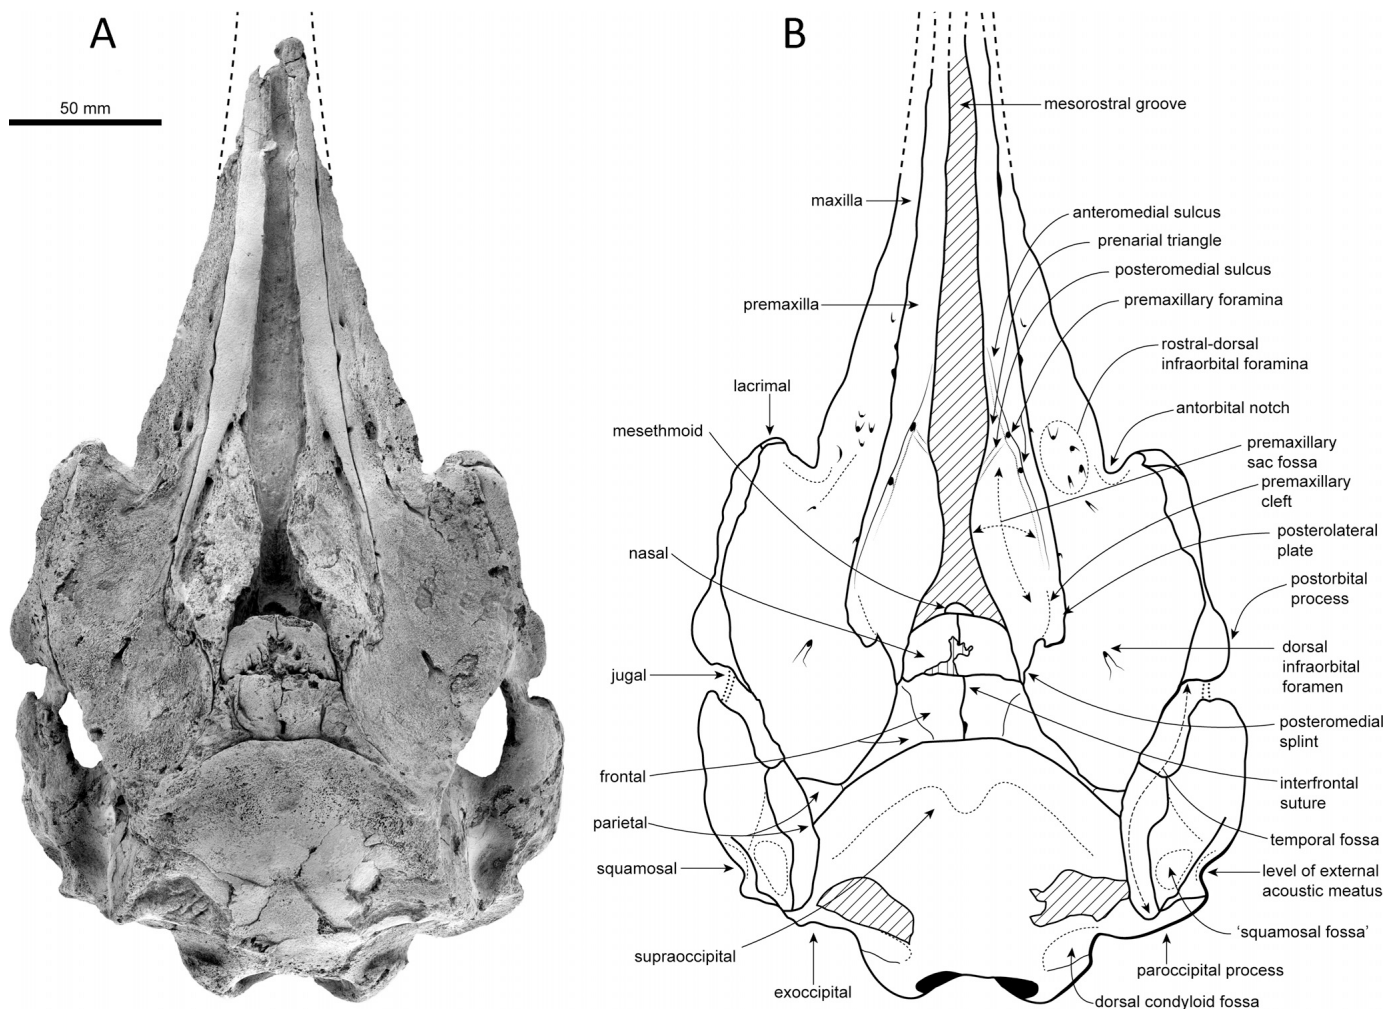 A
50 mm
B
mesorostral groove
maxilla
anteromedial sulcus
prenarial triangle
posteromedial sulcus
premaxilla
premaxillary foramina
rostral-dorsal
infraorbital foramina
lacrimal
antorbital notch
mesethmoid
premaxillary
sac fossa
premaxillary
cleft
nasal
posterolateral
plate
postorbital
process
jugal
dorsal
infraorbital
foramen
posteromedial
splint
frontal
interfrontal
suture
parietal
temporal fossa
squamosal
level of external
acoustic meatus
supraoccipital
'squamosal fossa'
exoccipital
paroccipital process
dorsal condyloid fossa